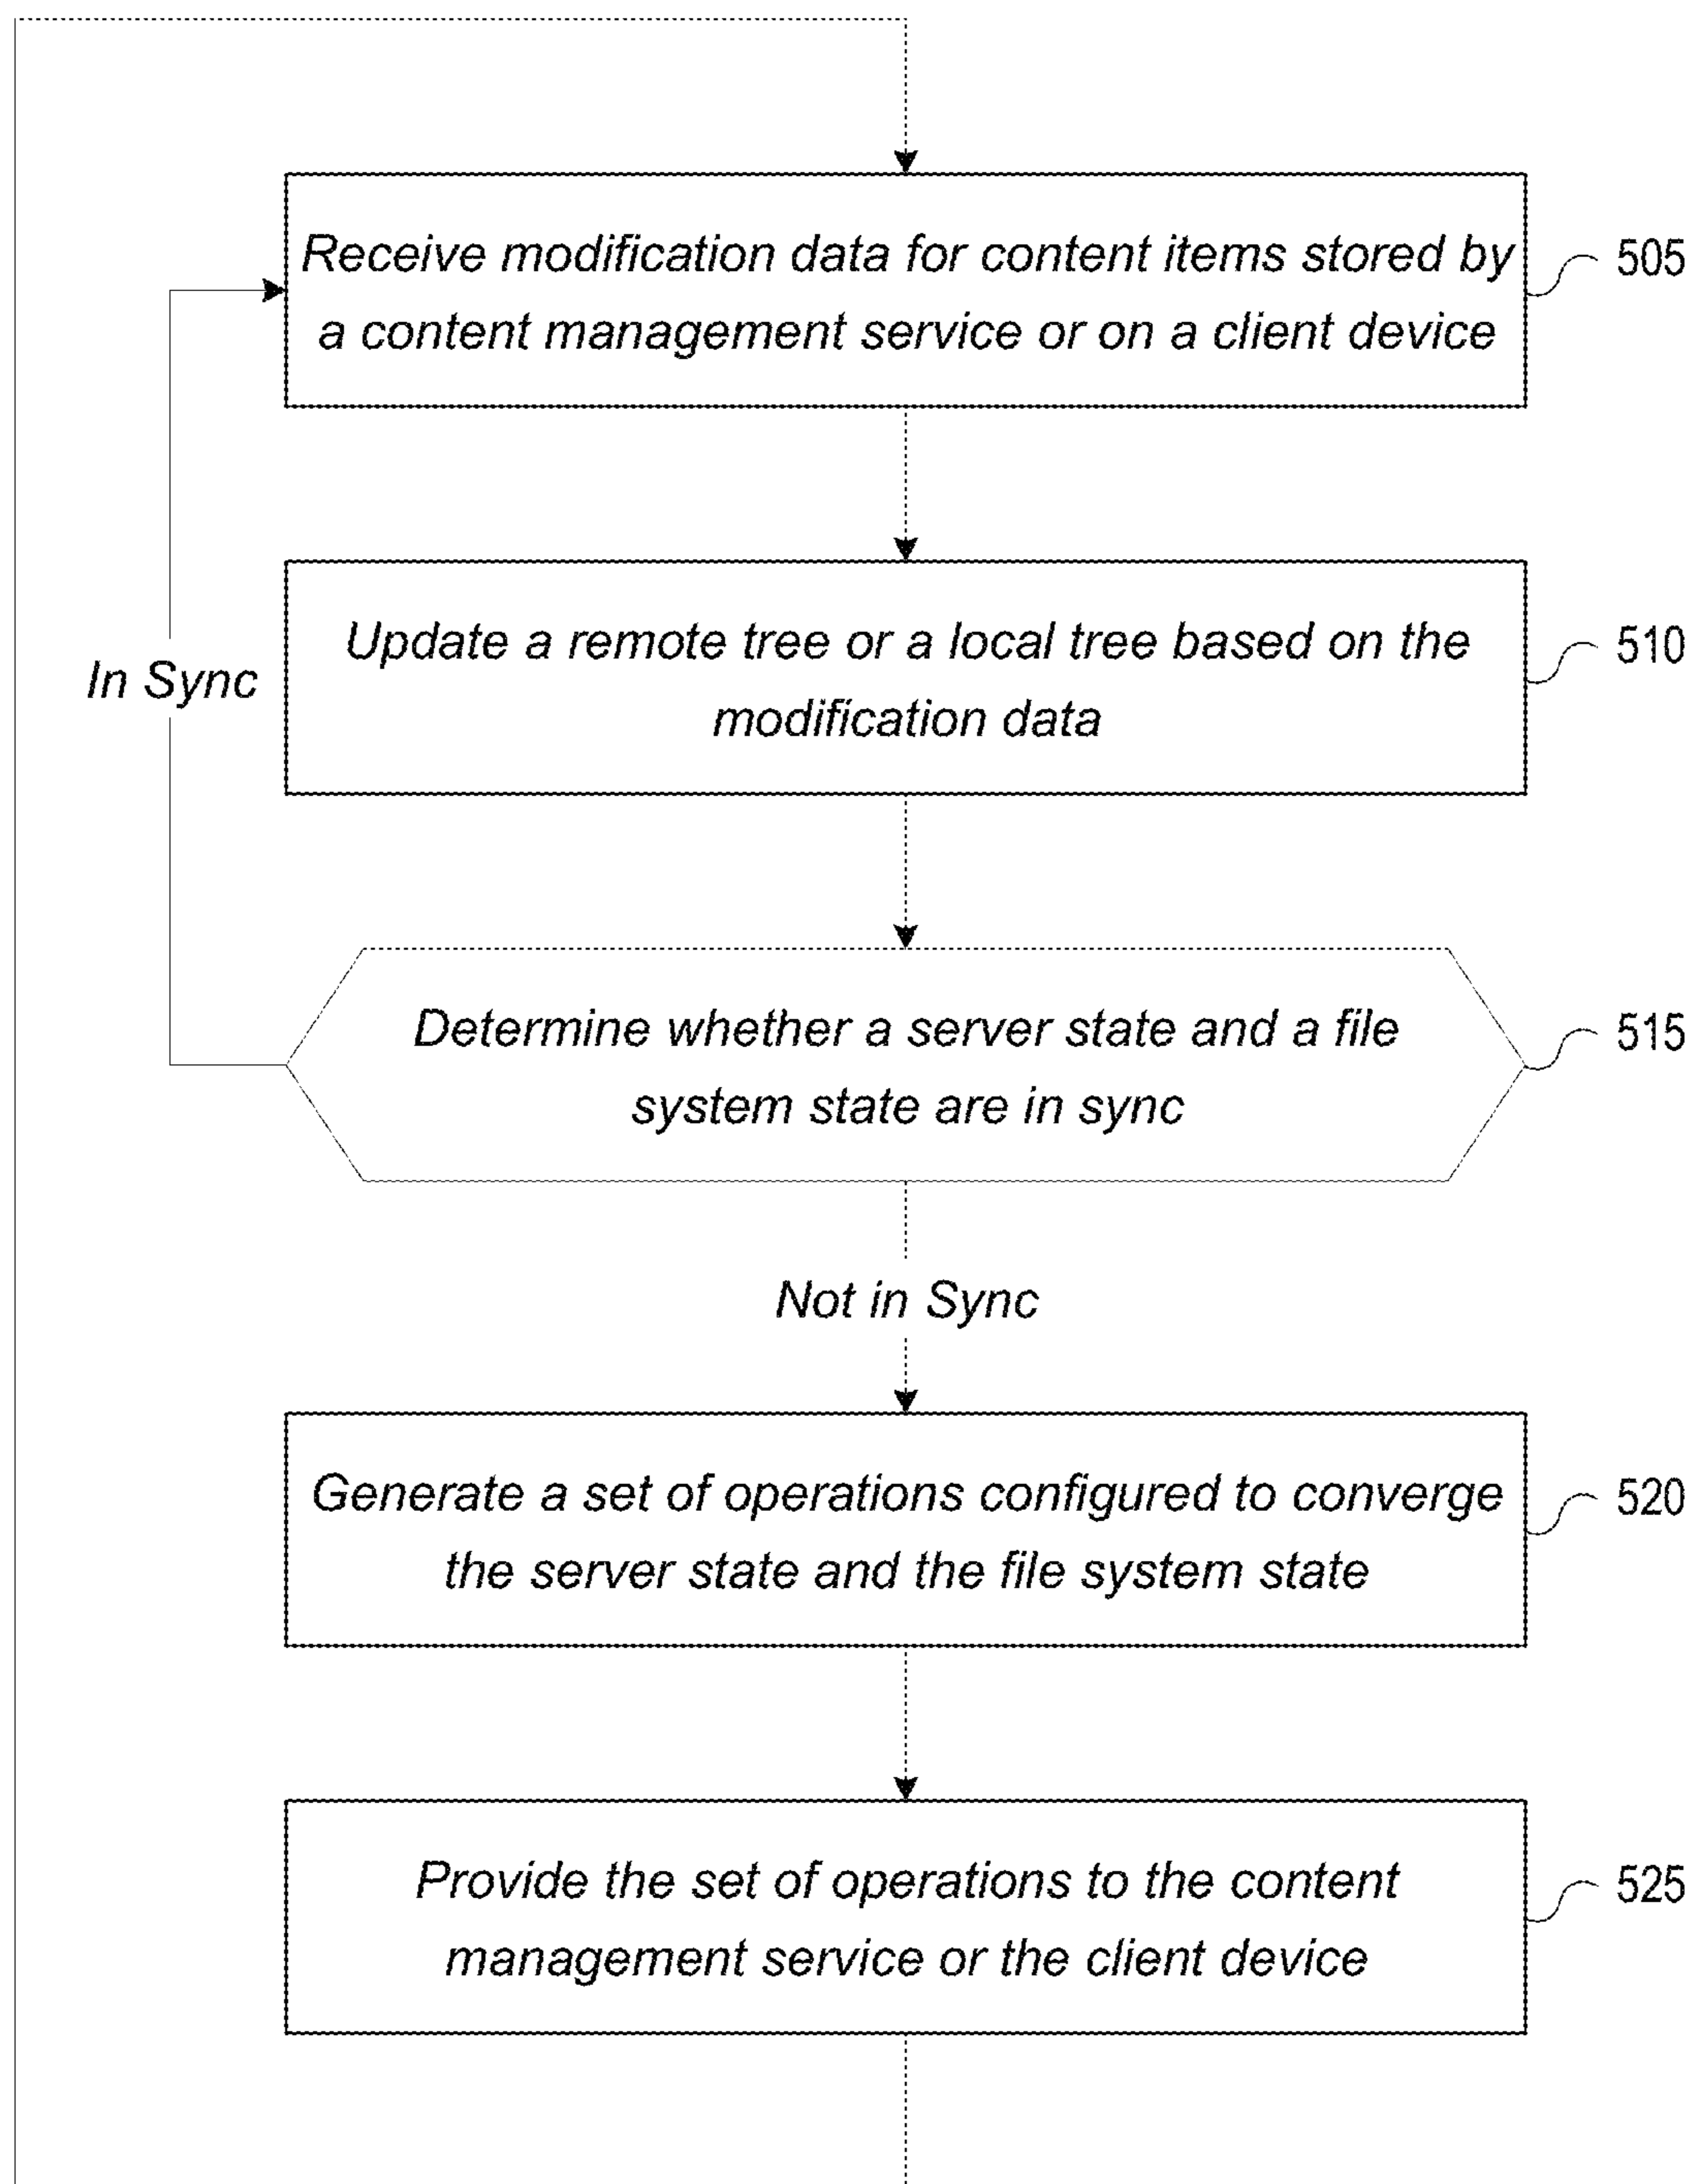 Receive modification data for content items stored by
a content management service or on a client device
505
Update a remote tree or a local tree based on the
modification data
510
In Sync
Determine whether a server state and a file
system state are in sync
515
Not in Sync
Generate a set of operations configured to converge
the server state and the file system state
520
Provide the set of operations to the content
management service or the client device
525